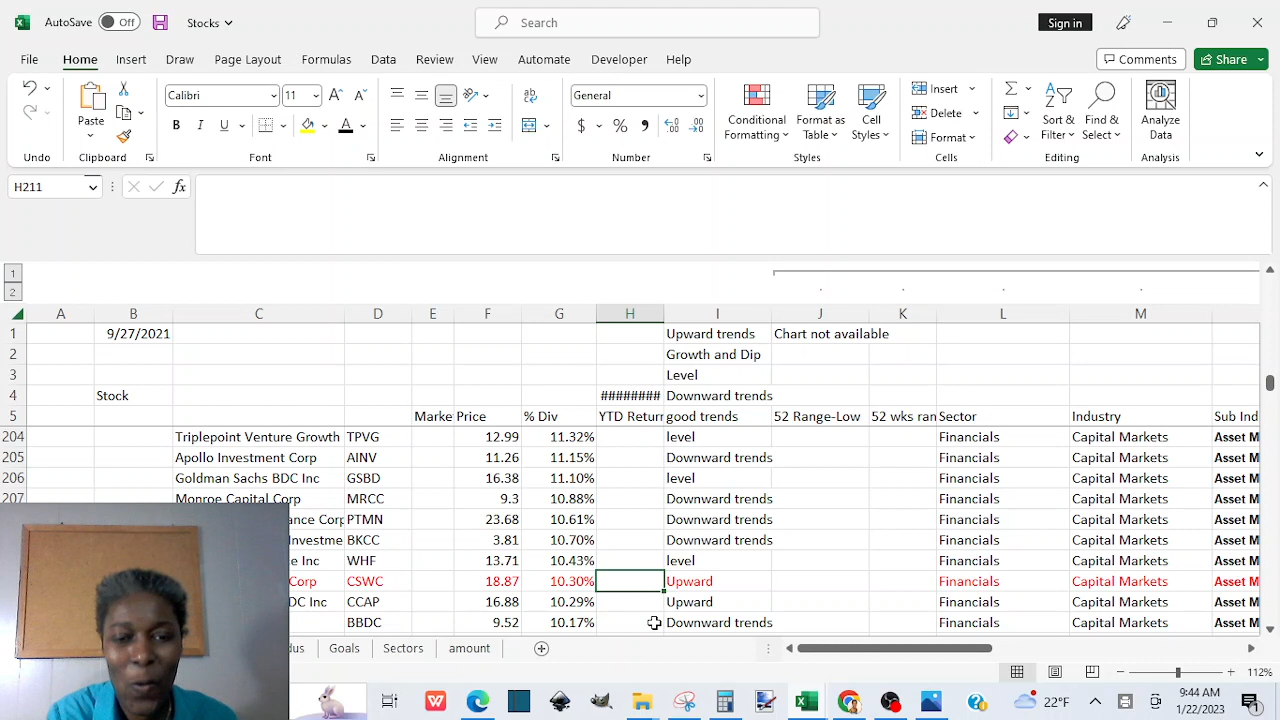 AutoSave Off Stocks Search Sign in
File Home Insert Draw Page Layout Formulas Data Review View Automate Developer Help Comments Share
Paste Calibri 11 A A ab General Conditional Formatting Format as Table Cell Styles Insert Delete Format Sort & Filter Find & Select Analyze Data
B I U A $ %
Undo Clipboard Font Alignment Number Styles Cells Editing Analysis
H211 fx
1
2
A B C D E F G H I J K L M
1 9/27/2021 Upward trends Chart not available
2 Growth and Dip
3 Level
4 Stock ######## Downward trends
5 Marke Price % Div YTD Return good trends 52 Range-Low 52 wks ran Sector Industry Sub Ind
204 Triplepoint Venture Growth TPVG 12.99 11.32% level Financials Capital Markets Asset M
205 Apollo Investment Corp AINV 11.26 11.15% Downward trends Financials Capital Markets Asset M
206 Goldman Sachs BDC Inc GSBD 16.38 11.10% level Financials Capital Markets Asset M
207 Monroe Capital Corp MRCC 9.3 10.88% Downward trends Financials Capital Markets Asset M
ance Corp PTMN 23.68 10.61% Downward trends Financials Capital Markets Asset M
Investme BKCC 3.81 10.70% Downward trends Financials Capital Markets Asset M
e Inc WHF 13.71 10.43% level Financials Capital Markets Asset M
Corp CSWC 18.87 10.30% Upward Financials Capital Markets Asset M
DC Inc CCAP 16.88 10.29% Upward Financials Capital Markets Asset M
BBDC 9.52 10.17% Downward trends Financials Capital Markets Asset M
dus Goals Sectors amount
112%
22°F 9:44 AM
1/22/2023 1